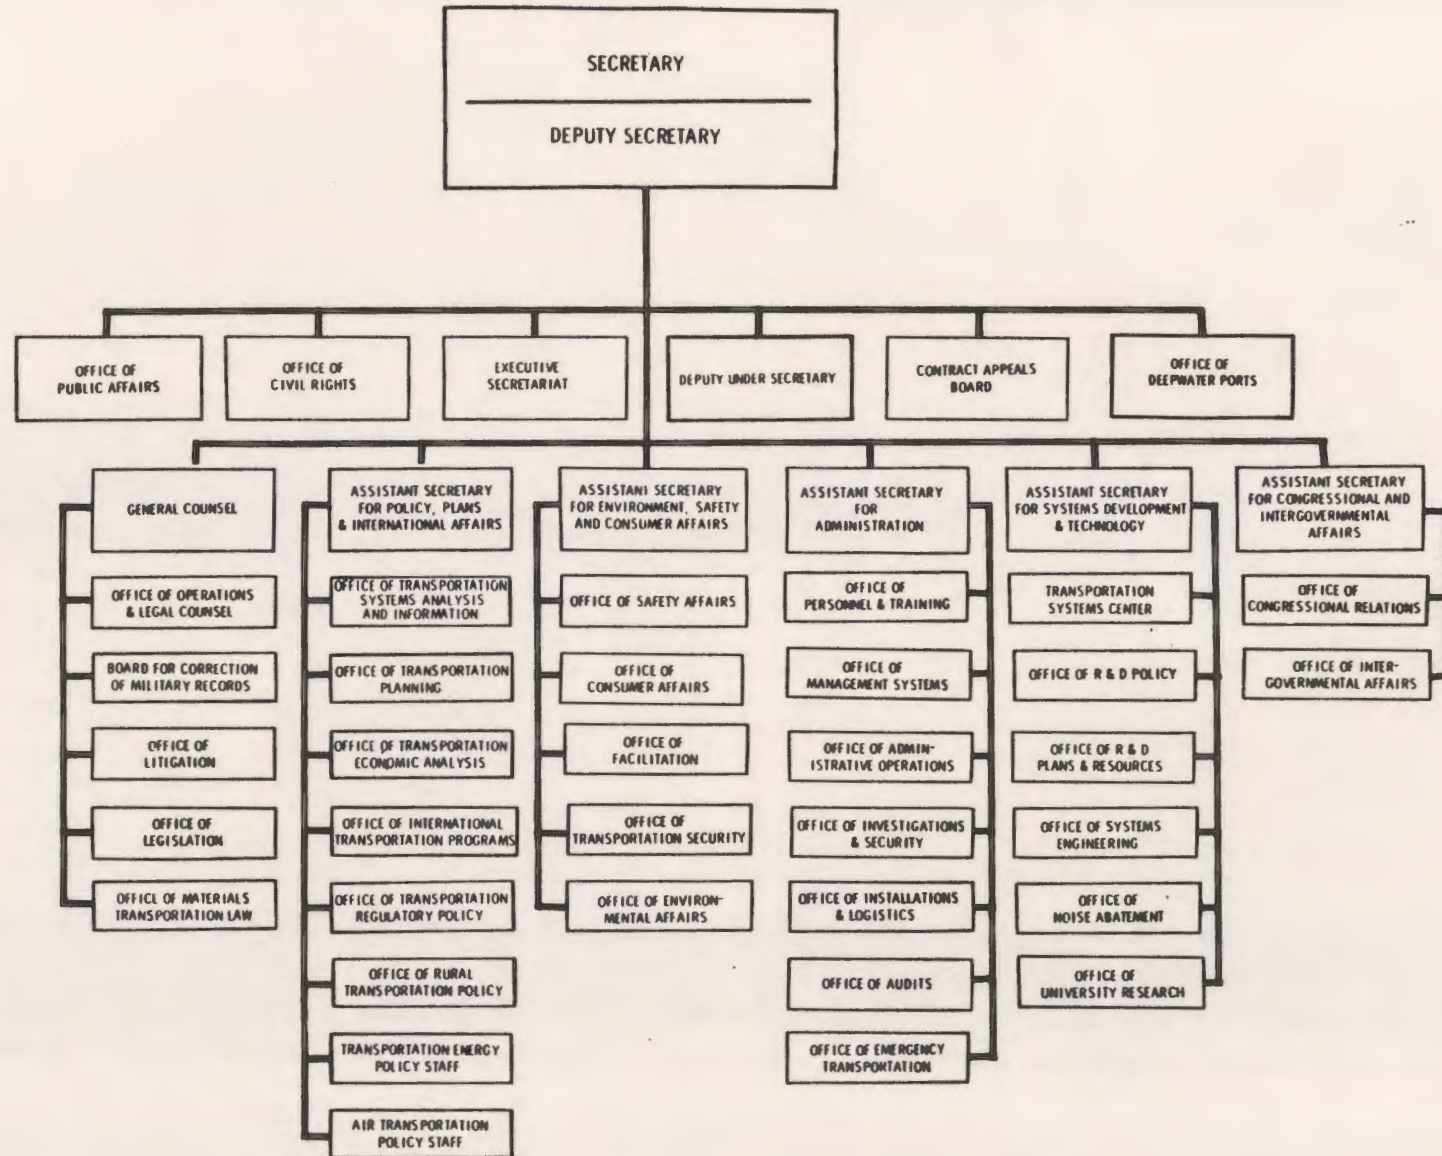 SECRETARY
DEPUTY SECRETARY
OFFICE OF
PUBLIC AFFAIRS
OFFICE OF
CIVIL RIGHTS
EXECUTIVE
SECRETARIAT
DEPUTY UNDER SECRETARY
CONTRACT APPEALS
BOARD
OFFICE OF
DEEPWATER PORTS
GENERAL COUNSEL
OFFICE OF OPERATIONS
& LEGAL COUNSEL
BOARD FOR CORRECTION
OF MILITARY RECORDS
OFFICE OF
LITIGATION
OFFICE OF
LEGISLATION
OFFICE OF MATERIALS
TRANSPORTATION LAW
ASSISTANT SECRETARY
FOR POLICY, PLANS
& INTERNATIONAL AFFAIRS
OFFICE OF TRANSPORTATION
SYSTEMS ANALYSIS
AND INFORMATION
OFFICE OF TRANSPORTATION
PLANNING
OFFICE OF TRANSPORTATION
ECONOMIC ANALYSIS
OFFICE OF INTERNATIONAL
TRANSPORTATION PROGRAMS
OFFICE OF TRANSPORTATION
REGULATORY POLICY
OFFICE OF RURAL
TRANSPORTATION POLICY
TRANSPORTATION ENERGY
POLICY STAFF
AIR TRANSPORTATION
POLICY STAFF
ASSISTANT SECRETARY
FOR ENVIRONMENT, SAFETY
AND CONSUMER AFFAIRS
OFFICE OF SAFETY AFFAIRS
OFFICE OF
CONSUMER AFFAIRS
OFFICE OF
FACILITATION
OFFICE OF
TRANSPORTATION SECURITY
OFFICE OF ENVIRON-
MENTAL AFFAIRS
ASSISTANT SECRETARY
FOR
ADMINISTRATION
OFFICE OF
PERSONNEL & TRAINING
OFFICE OF
MANAGEMENT SYSTEMS
OFFICE OF ADMIN-
ISTRATIVE OPERATIONS
OFFICE OF INVESTIGATIONS
& SECURITY
OFFICE OF INSTALLATIONS
& LOGISTICS
OFFICE OF AUDITS
OFFICE OF EMERGENCY
TRANSPORTATION
ASSISTANT SECRETARY
FOR SYSTEMS DEVELOPMENT
& TECHNOLOGY
TRANSPORTATION
SYSTEMS CENTER
OFFICE OF R & D POLICY
OFFICE OF R & D
PLANS & RESOURCES
OFFICE OF SYSTEMS
ENGINEERING
OFFICE OF
NOISE ABATEMENT
OFFICE OF
UNIVERSITY RESEARCH
ASSISTANT SECRETARY
FOR CONGRESSIONAL AND
INTERGOVERNMENTAL
AFFAIRS
OFFICE OF
CONGRESSIONAL RELATIONS
OFFICE OF INTER-
GOVERNMENTAL AFFAIRS